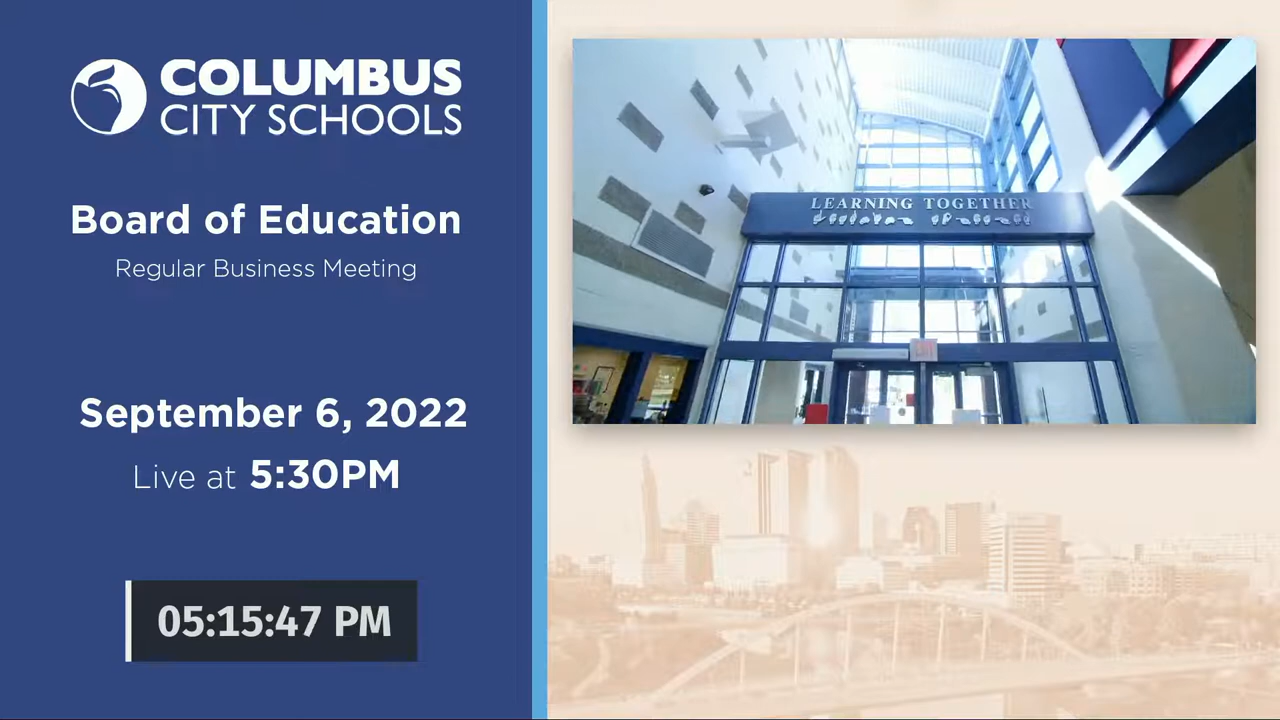 COLUMBUS
CITY SCHOOLS
Board of Education
Regular Business Meeting
September 6, 2022
Live at 5:30PM
05:15:47 PM
LEARNING TOGETHER
EXIT